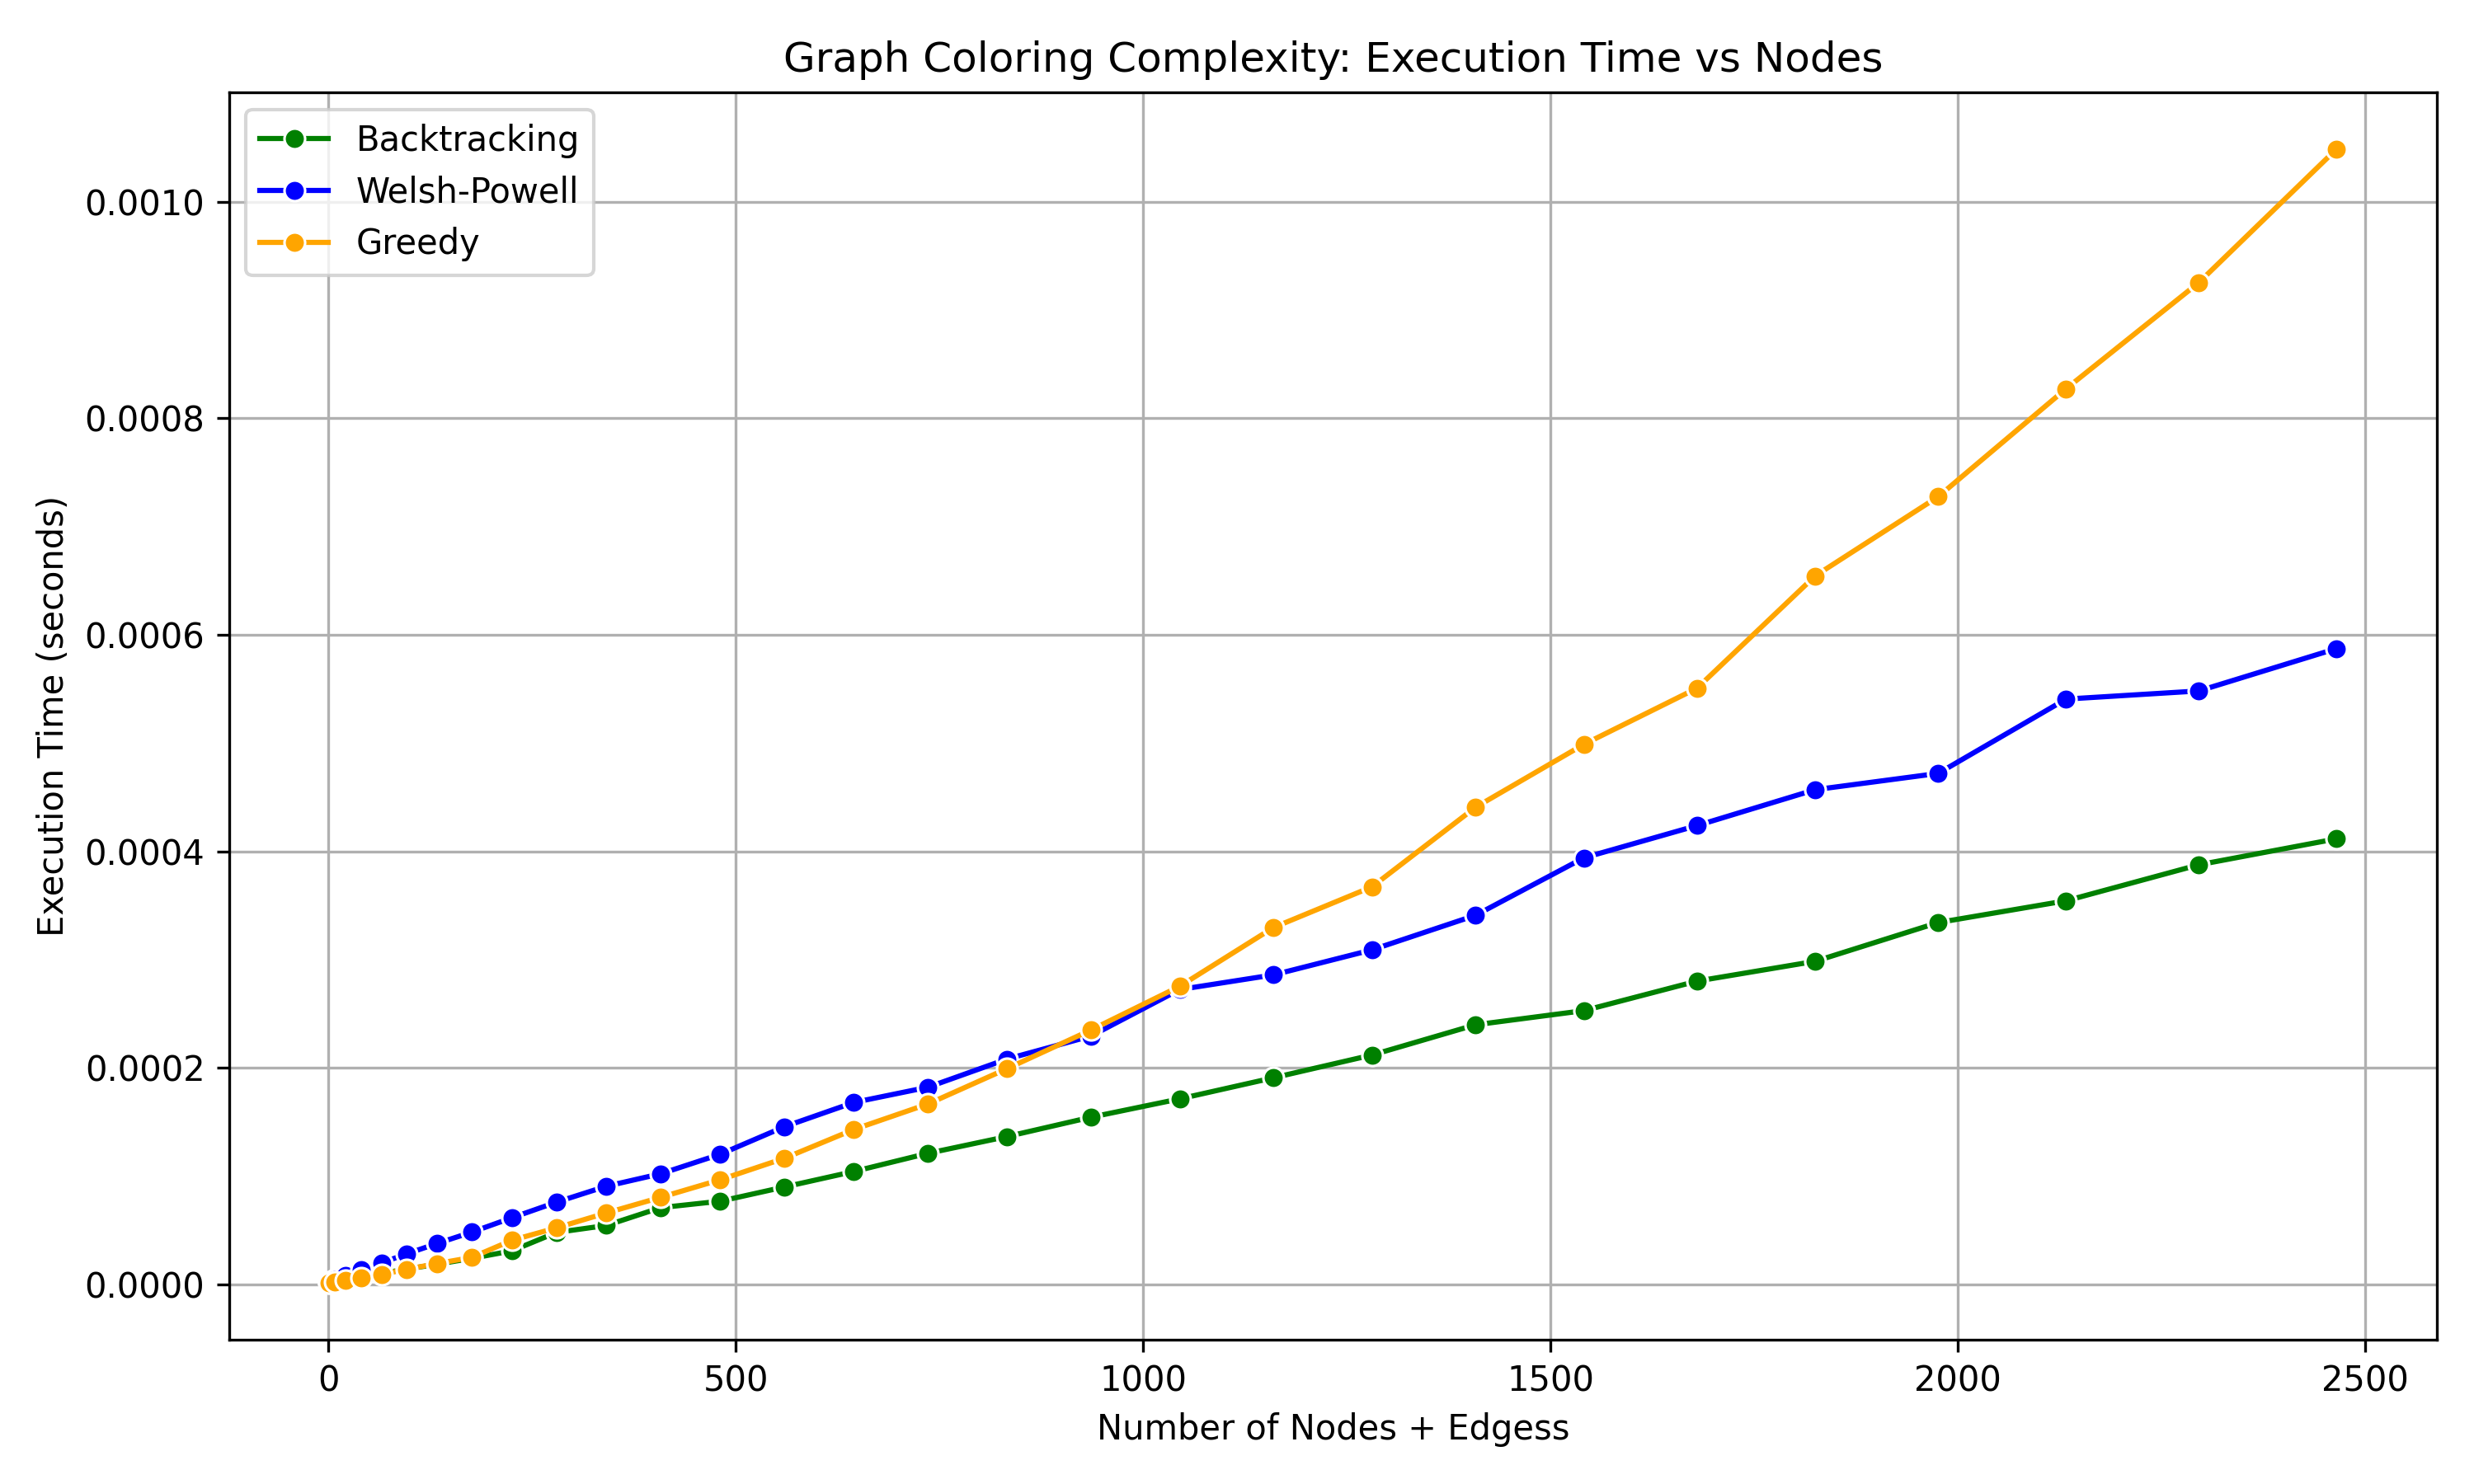 Graph Coloring Complexity: Execution Time vs Nodes
Backtracking
Welsh-Powell
Greedy
Execution Time (seconds)
0.0010
0.0008
0.0006
0.0004
0.0002
0.0000
0 500 1000 1500 2000 2500
Number of Nodes + Edgess